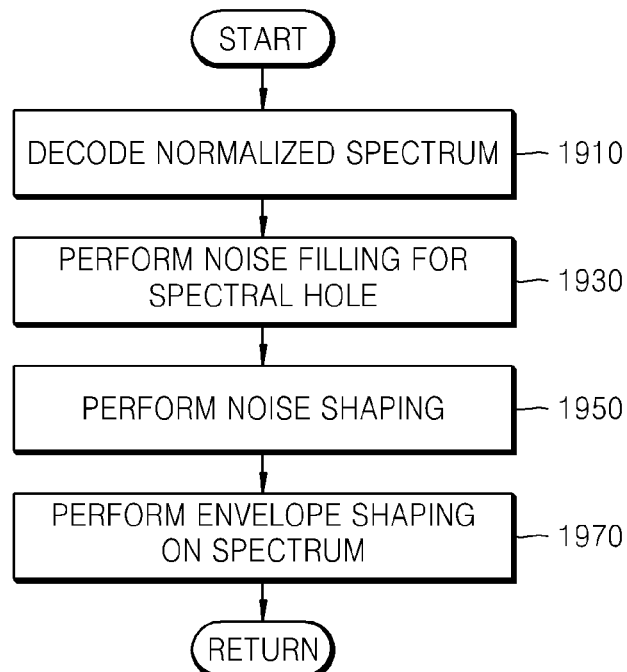 START
DECODE NORMALIZED SPECTRUM
1910
PERFORM NOISE FILLING FOR
SPECTRAL HOLE
1930
PERFORM NOISE SHAPING
1950
PERFORM ENVELOPE SHAPING
ON SPECTRUM
1970
RETURN